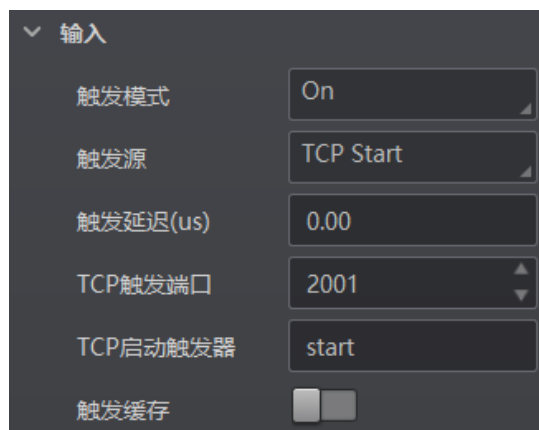 输入
触发模式 On
触发源 TCP Start
触发延迟(us) 0.00
TCP触发端口 2001
TCP启动触发器 start
触发缓存